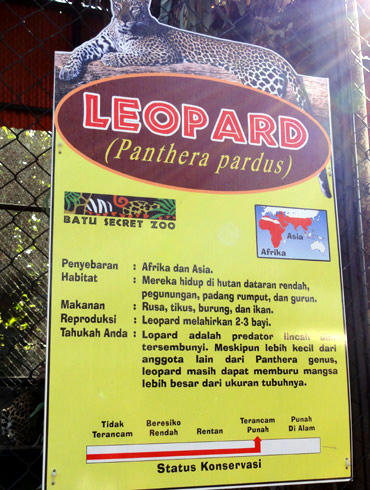 LEOPARD
(Panthera pardus)
BATU SECRET ZOO
Asia
Afrika
Penyebaran : Afrika dan Asia.
Habitat : Mereka hidup di hutan dataran rendah,
pegunungan, padang rumput, dan gurun.
Makanan : Rusa, tikus, burung, dan ikan.
Reproduksi : Leopard melahirkan 2-3 bayi.
Tahukah Anda : Lopard adalah predator lincah dan
tersembunyi. Meskipun lebih kecil dari
anggota lain dari Panthera genus,
leopard masih dapat memburu mangsa
lebih besar dari ukuran tubuhnya.
Tidak Beresiko Rentan Terancam Punah
Terancam Rendah Punah Di Alam
Status Konservasi